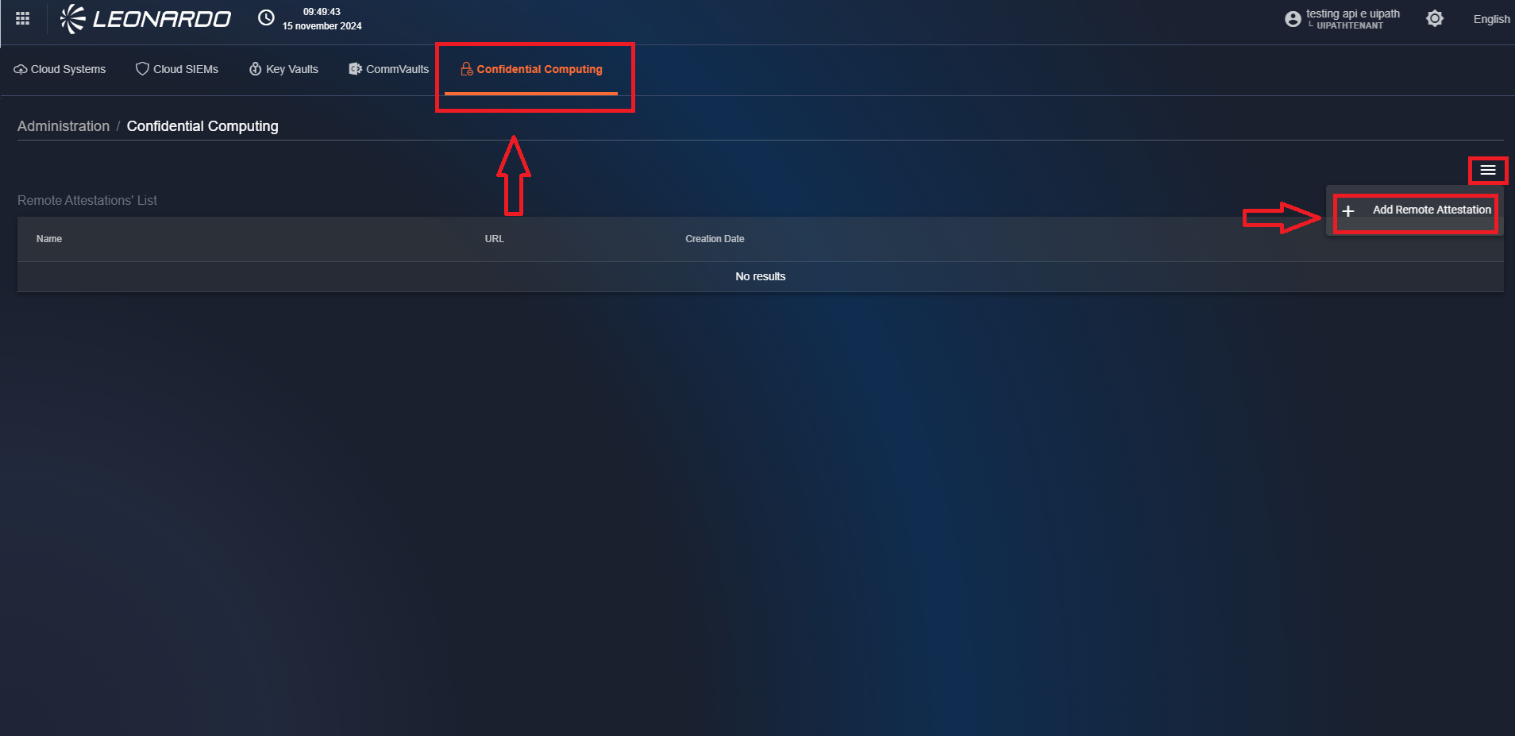 LEONARDO
09:49:43
15 november 2024
testing api e uipath
UIPATHTENANT
English
Cloud Systems
Cloud SIEMs
Key Vaults
CommVaults
Confidential Computing
Administration / Confidential Computing
Remote Attestations' List
Add Remote Attestation
Name URL Creation Date
No results